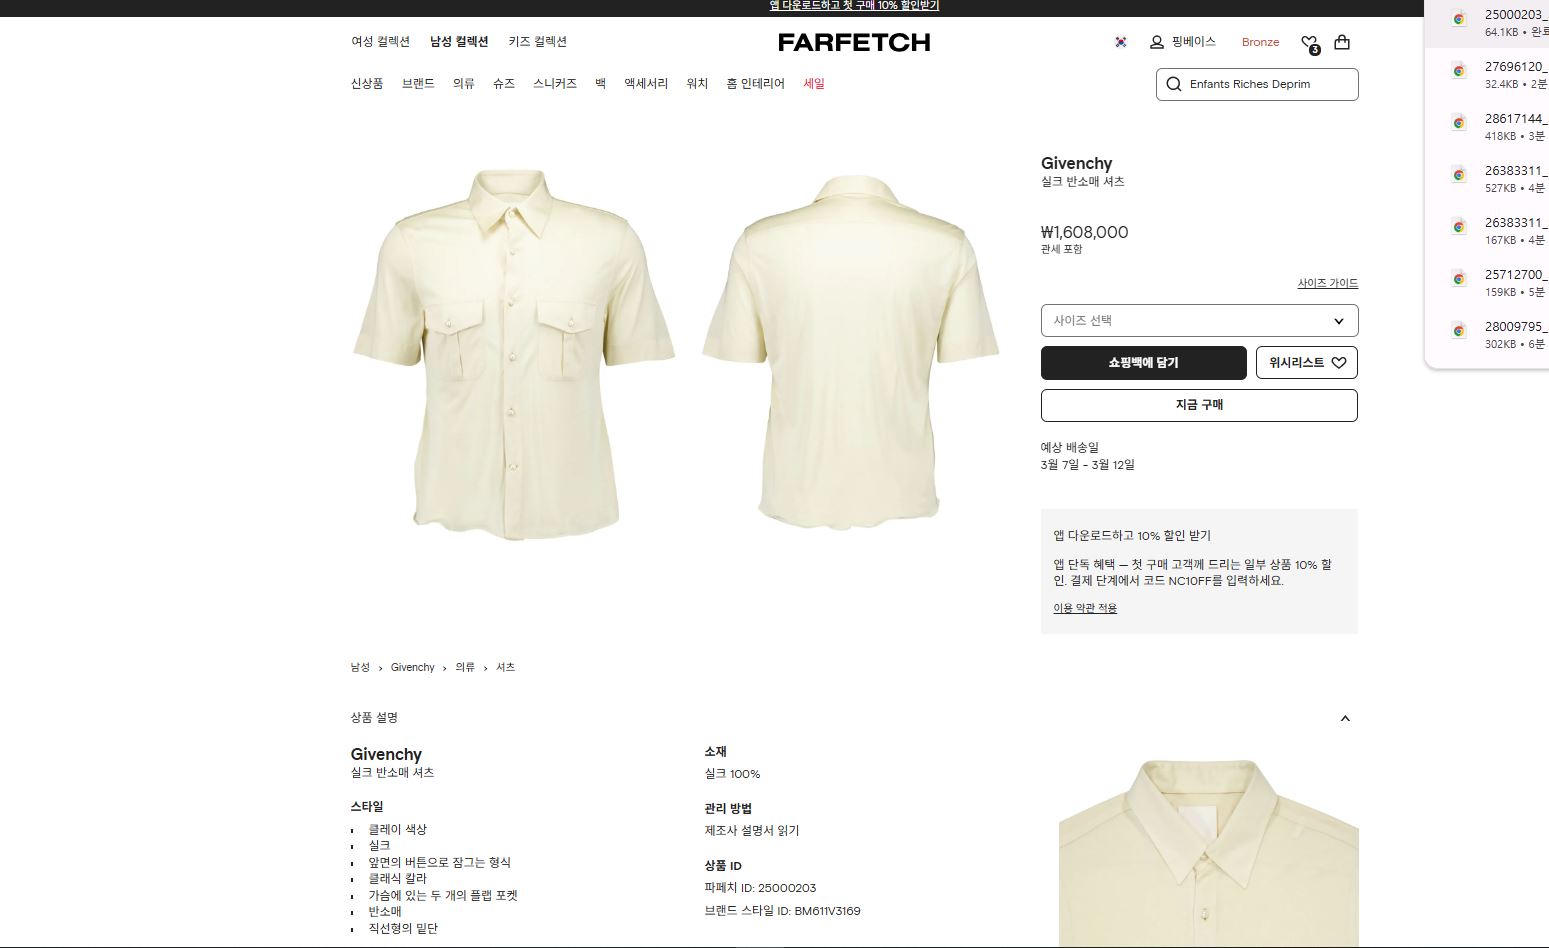 앱 다운로드하고 첫 구매 10% 할인받기
여성 컬렉션 남성 컬렉션 키즈 컬렉션
FARFETCH
핑베이스 Bronze 3
신상품 브랜드 의류 슈즈 스니커즈 백 액세서리 워치 홈 인테리어 세일
Enfants Riches Deprim
25000203_
64.1KB • 완료
27696120_
32.4KB • 2분
28617144_
418KB • 3분
26383311_
527KB • 4분
26383311_
167KB • 4분
25712700_
159KB • 5분
28009795_
302KB • 6분
Givenchy
실크 반소매 셔츠
₩1,608,000
관세 포함
사이즈 가이드
사이즈 선택
쇼핑백에 담기
위시리스트
지금 구매
예상 배송일
3월 7일 - 3월 12일
앱 다운로드하고 10% 할인 받기
앱 단독 혜택 — 첫 구매 고객께 드리는 일부 상품 10% 할
인. 결제 단계에서 코드 NC10FF를 입력하세요.
이용 약관 적용
남성 › Givenchy › 의류 › 셔츠
상품 설명
Givenchy
실크 반소매 셔츠
스타일
클레이 색상
실크
앞면의 버튼으로 잠그는 형식
클래식 칼라
가슴에 있는 두 개의 플랩 포켓
반소매
직선형의 밑단
소재
실크 100%
관리 방법
제조사 설명서 읽기
상품 ID
파페치 ID: 25000203
브랜드 스타일 ID: BM611V3169